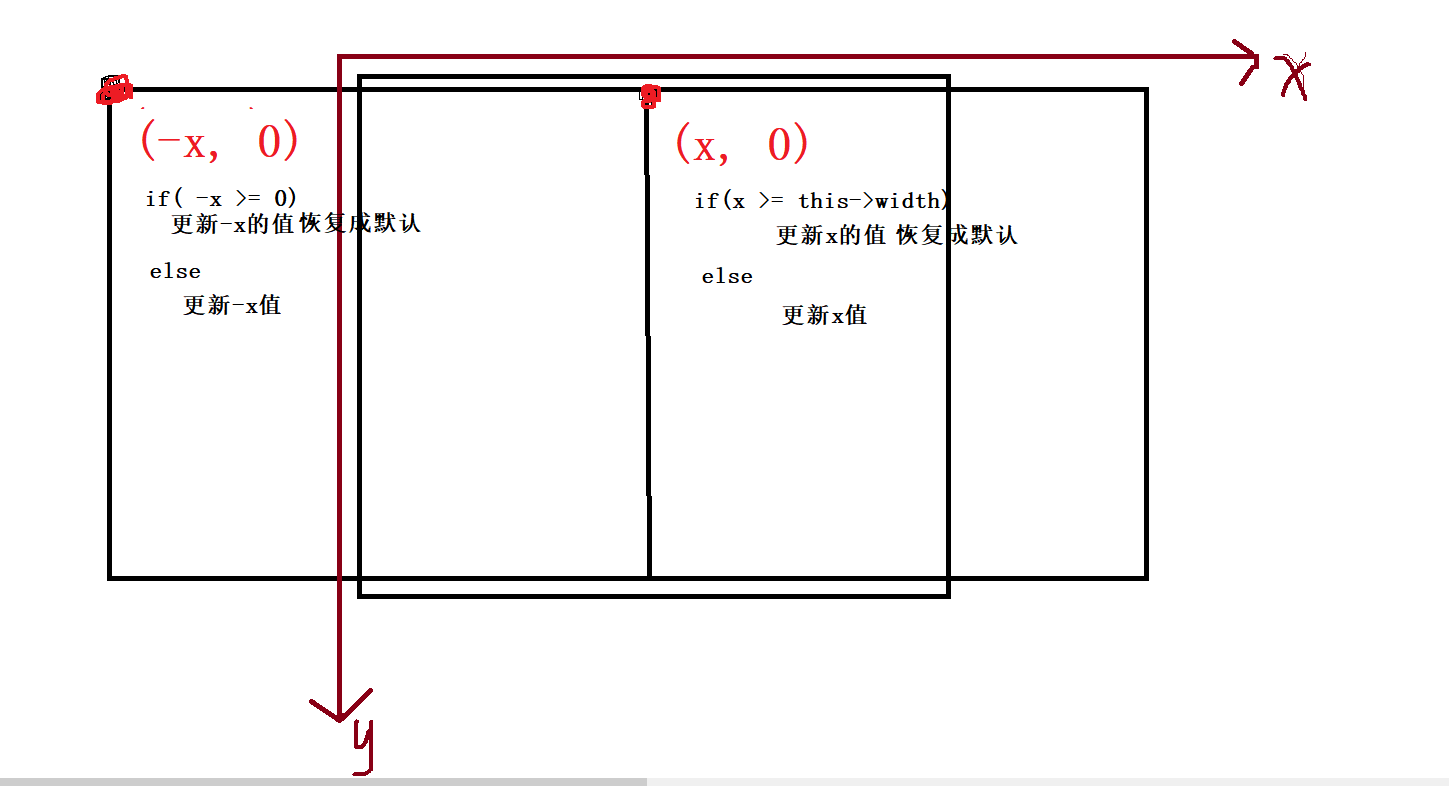 x
(-x, 0)
if( -x >= 0)
更新-x的值恢复成默认
else
更新-x值
(x, 0)
if(x >= this->width)
更新x的值 恢复成默认
else
更新x值
y